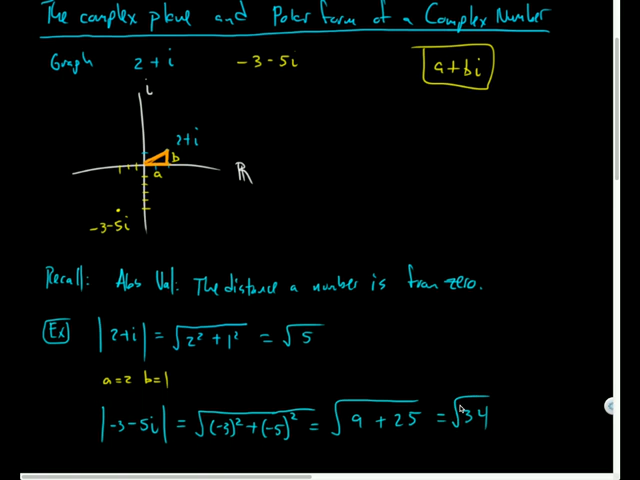 The complex plane and Polar form of a Complex Number
Graph 2 + i -3-5i a+bi
i
2+i
b
a
R
-3-5i
Recall: Abs Val: The distance a number is from zero.
Ex |2+i| = √2² + 1² = √5
a=2 b=1
|-3-5i| = √(-3)² + (-5)² = √9 + 25 = √34